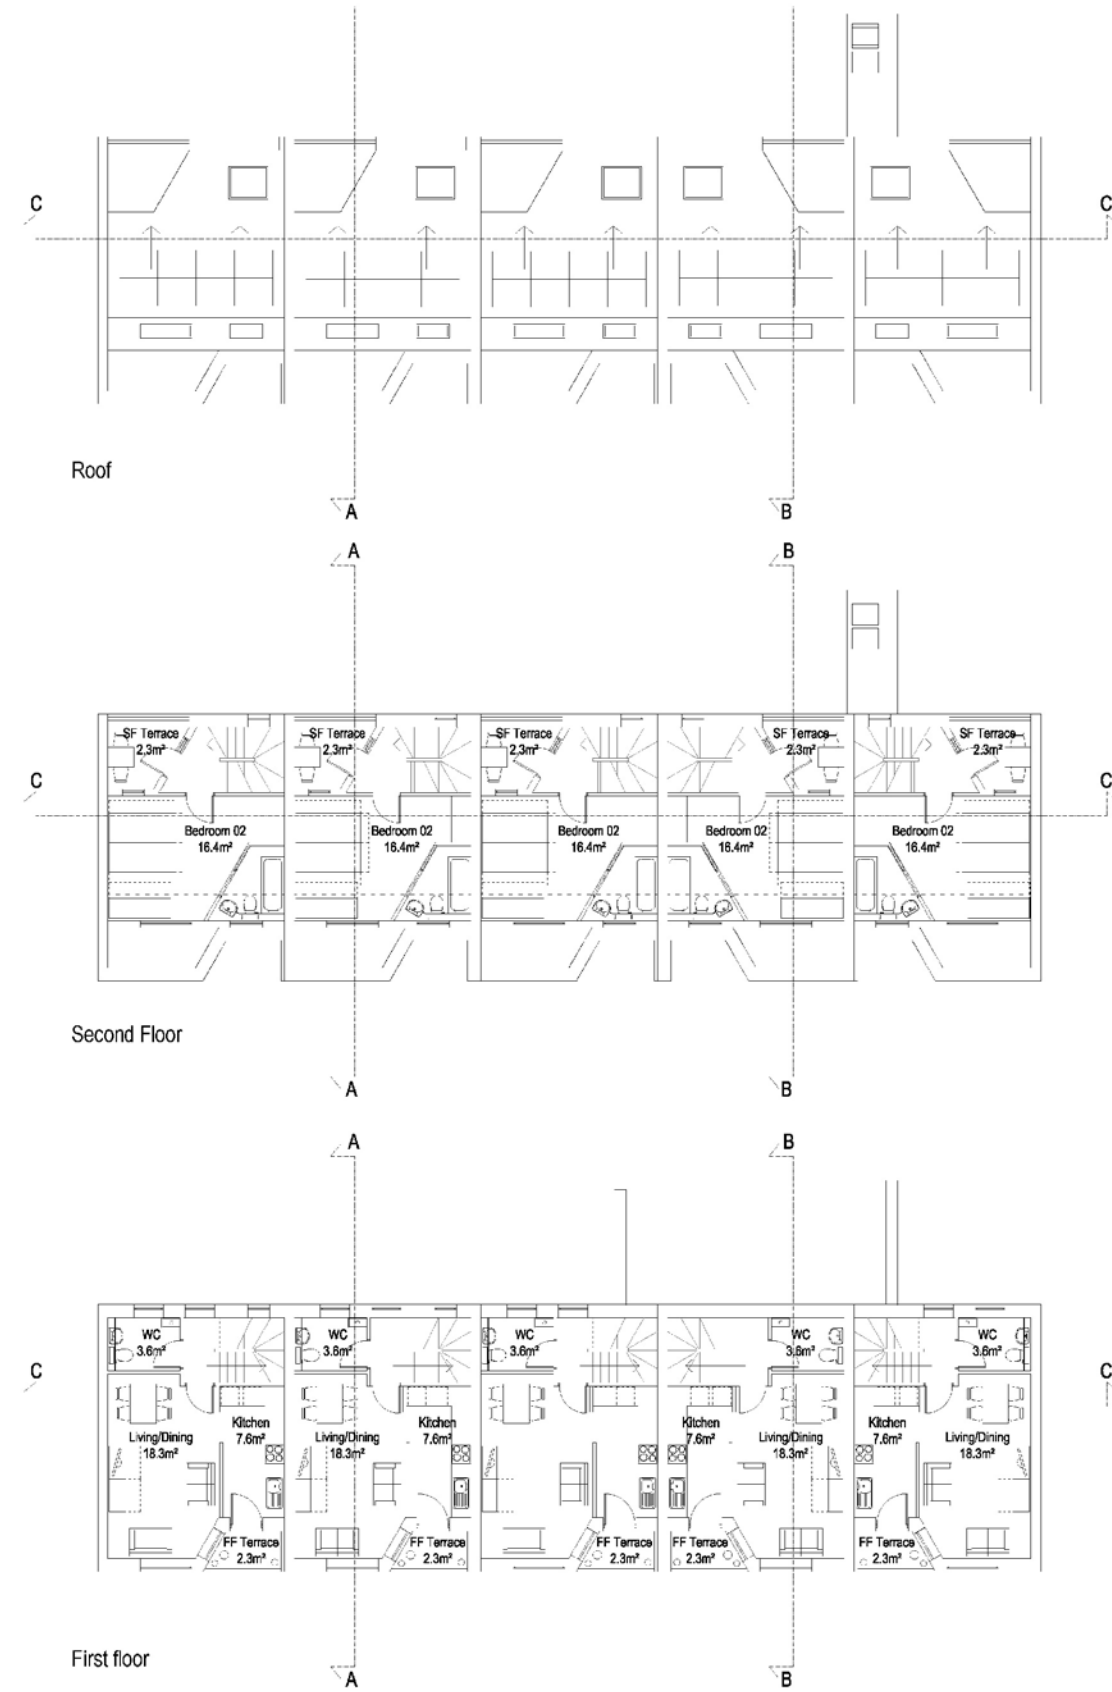 C C
Roof
A B
A B
SF Terrace SF Terrace SF Terrace SF Terrace SF Terrace
2.3m² 2.3m² 2.3m² 2.3m² 2.3m²
C C
Bedroom 02 Bedroom 02 Bedroom 02 Bedroom 02 Bedroom 02
16.4m² 16.4m² 16.4m² 16.4m² 16.4m²
Second Floor
A B
A B
WC WC WC WC WC
3.6m² 3.6m² 3.6m² 3.6m² 3.6m²
C C
Kitchen Kitchen Kitchen Kitchen
7.6m² 7.6m² 7.6m² 7.6m²
Living/Dining Living/Dining Living/Dining Living/Dining
18.3m² 18.3m² 18.3m² 18.3m²
FF Terrace FF Terrace FF Terrace FF Terrace FF Terrace
2.3m² 2.3m² 2.3m² 2.3m² 2.3m²
First floor
A B